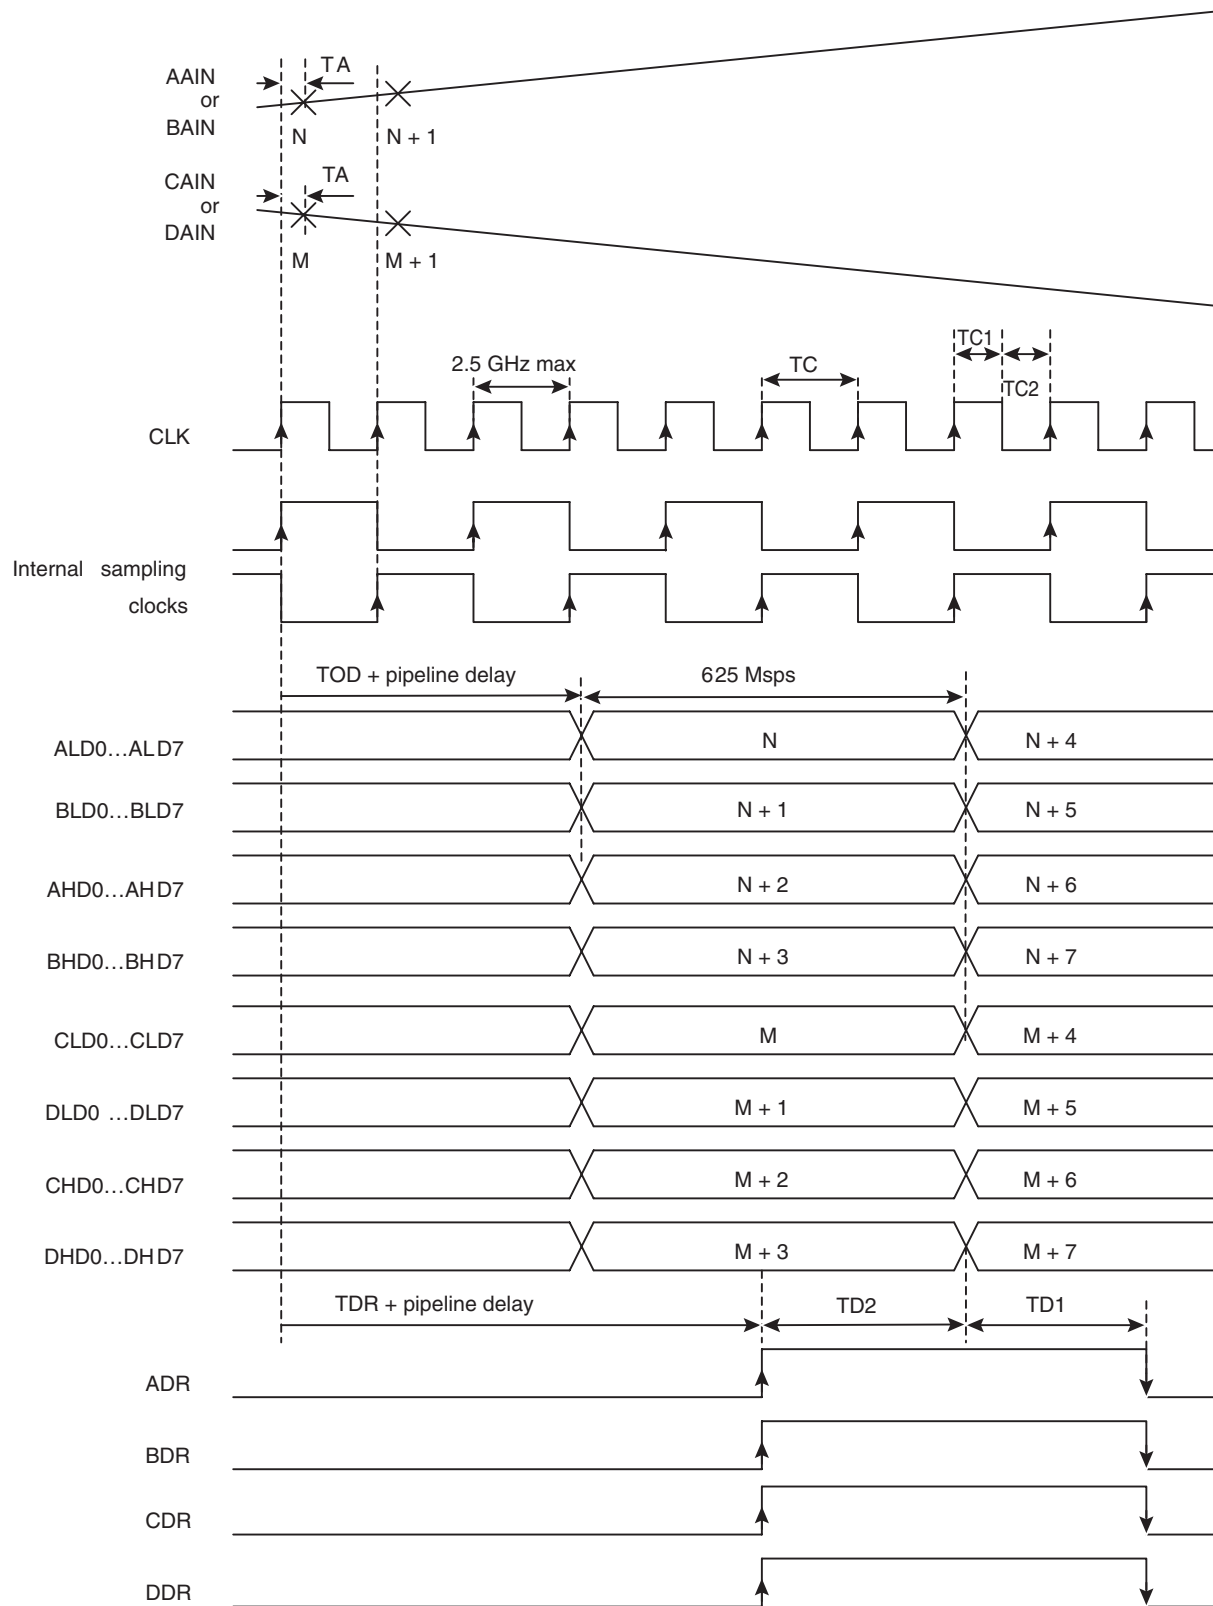 AAIN
or
BAIN
TA
N
N + 1
CAIN
or
DAIN
TA
M
M + 1
2.5 GHz max
TC
TC1
TC2
CLK
Internal sampling
clocks
TOD + pipeline delay
625 Msps
ALD0…ALD7
N
N + 4
BLD0…BLD7
N + 1
N + 5
AHD0…AHD7
N + 2
N + 6
BHD0…BHD7
N + 3
N + 7
CLD0…CLD7
M
M + 4
DLD0 …DLD7
M + 1
M + 5
CHD0…CHD7
M + 2
M + 6
DHD0…DHD7
M + 3
M + 7
TDR + pipeline delay
TD2
TD1
ADR
BDR
CDR
DDR